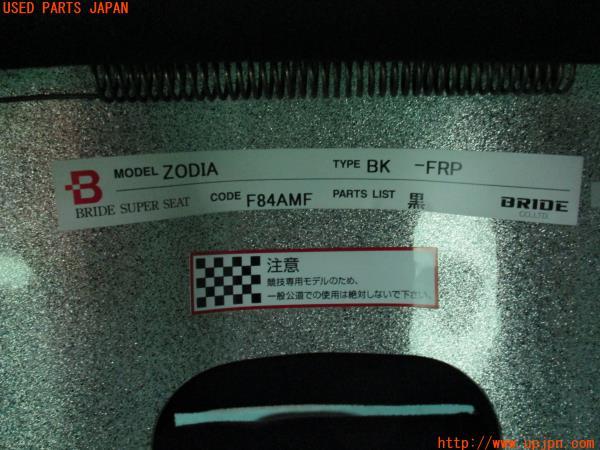 USED PARTS JAPAN
MODEL ZODIA TYPE BK -FRP
B
BRIDE SUPER SEAT CODE F84AMF PARTS LIST 黒 BRIDE
CO.,LTD.
注意
競技専用モデルのため、
一般公道での使用は絶対しないで下さい。
http://www.upjpn.com